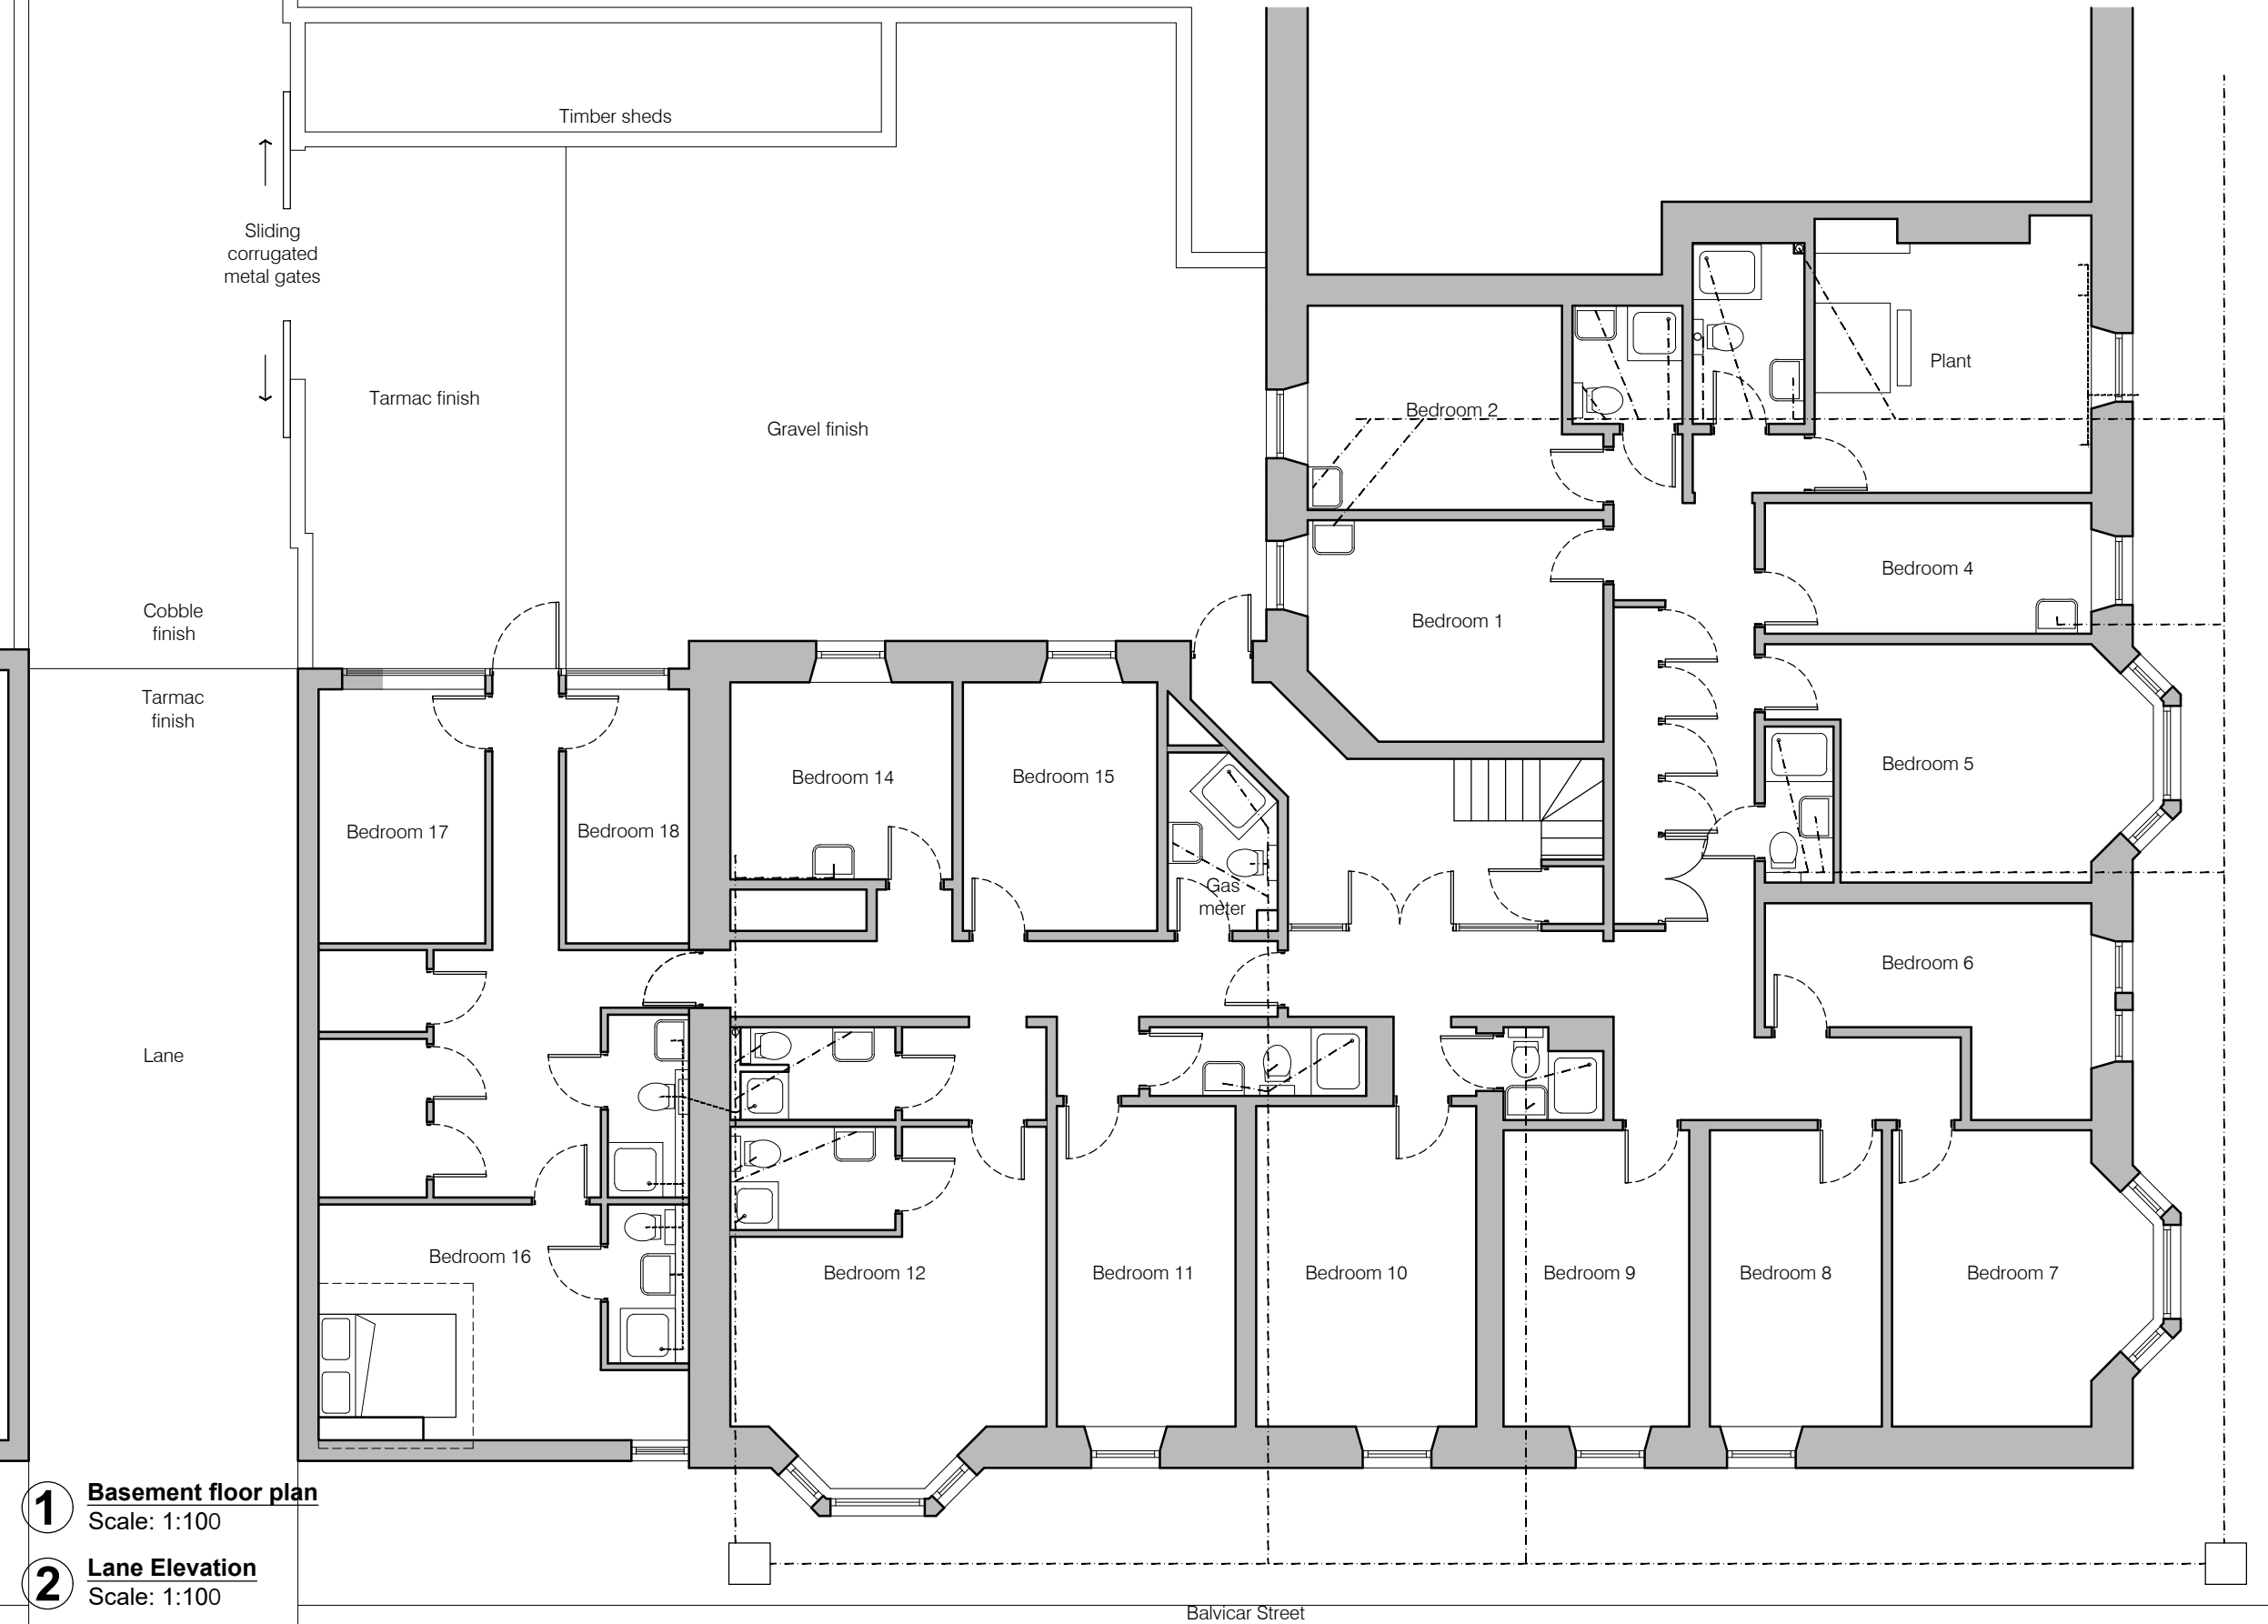 Timber sheds
Sliding
corrugated
metal gates
Tarmac finish
Gravel finish
Bedroom 2
Plant
Cobble
finish
Bedroom 1
Bedroom 4
Tarmac
finish
Bedroom 5
Bedroom 14
Bedroom 15
Bedroom 17
Bedroom 18
Gas
meter
Bedroom 6
Lane
Bedroom 16
Bedroom 12
Bedroom 11
Bedroom 10
Bedroom 9
Bedroom 8
Bedroom 7
1 Basement floor plan
Scale: 1:100
2 Lane Elevation
Scale: 1:100
Balvicar Street